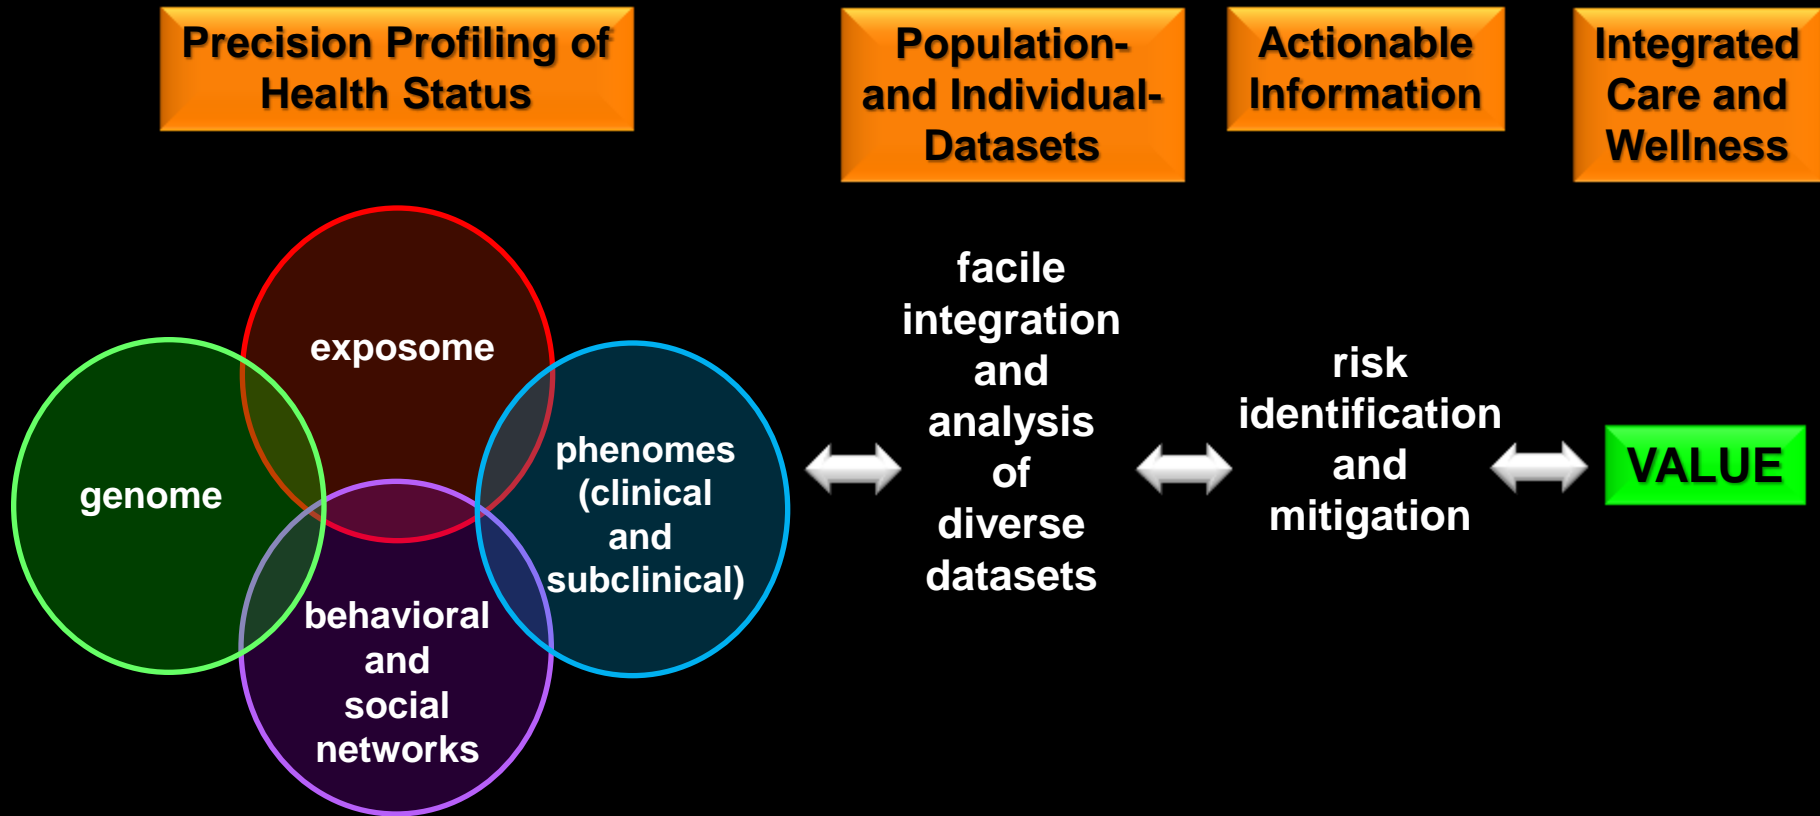 Precision Profiling of
Health Status
Population-
and Individual-
Datasets
Actionable
Information
Integrated
Care and
Wellness
exposome
genome
phenomes
(clinical
and
subclinical)
behavioral
and
social
networks
facile
integration
and
analysis
of
diverse
datasets
risk
identification
and
mitigation
VALUE